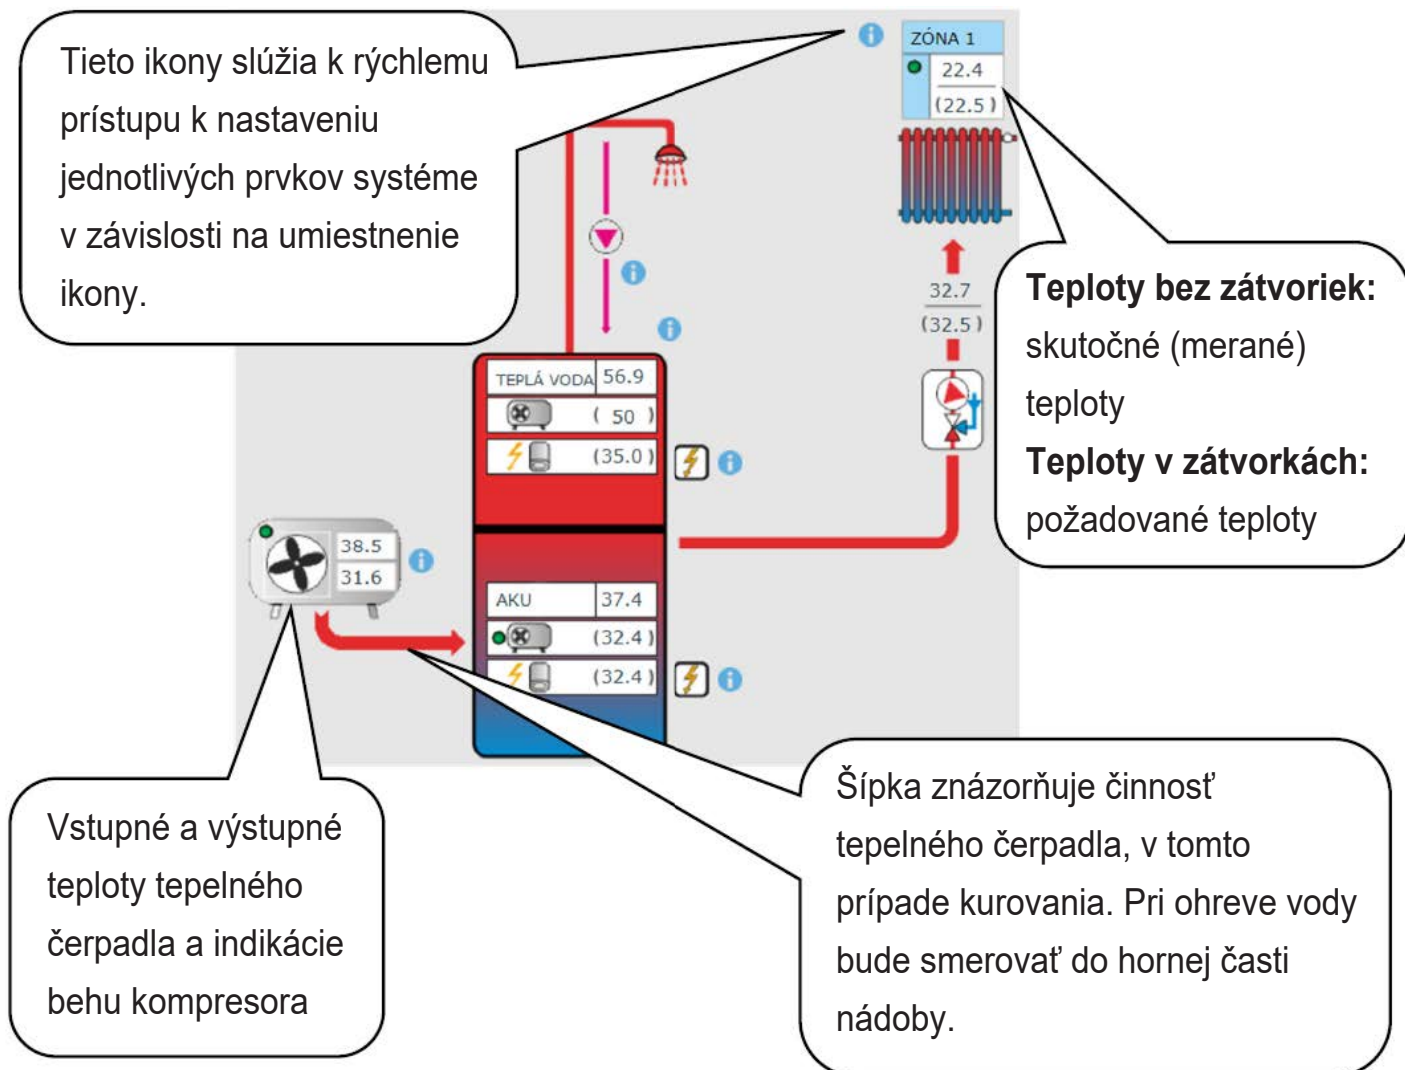 Tieto ikony slúžia k rýchlemu
prístupu k nastaveniu
jednotlivých prvkov systéme
v závislosti na umiestnenie
ikony.
ZÓNA 1
22.4
(22.5)
32.7
(32.5)
Teploty bez zátvoriek:
skutočné (merané)
teploty
Teploty v zátvorkách:
požadované teploty
TEPLÁ VODA 56.9
( 50 )
(35.0)
38.5
31.6
AKU 37.4
(32.4)
(32.4)
Vstupné a výstupné
teploty tepelného
čerpadla a indikácie
behu kompresora
Šípka znázorňuje činnosť
tepelného čerpadla, v tomto
prípade kurovania. Pri ohreve vody
bude smerovať do hornej časti
nádoby.